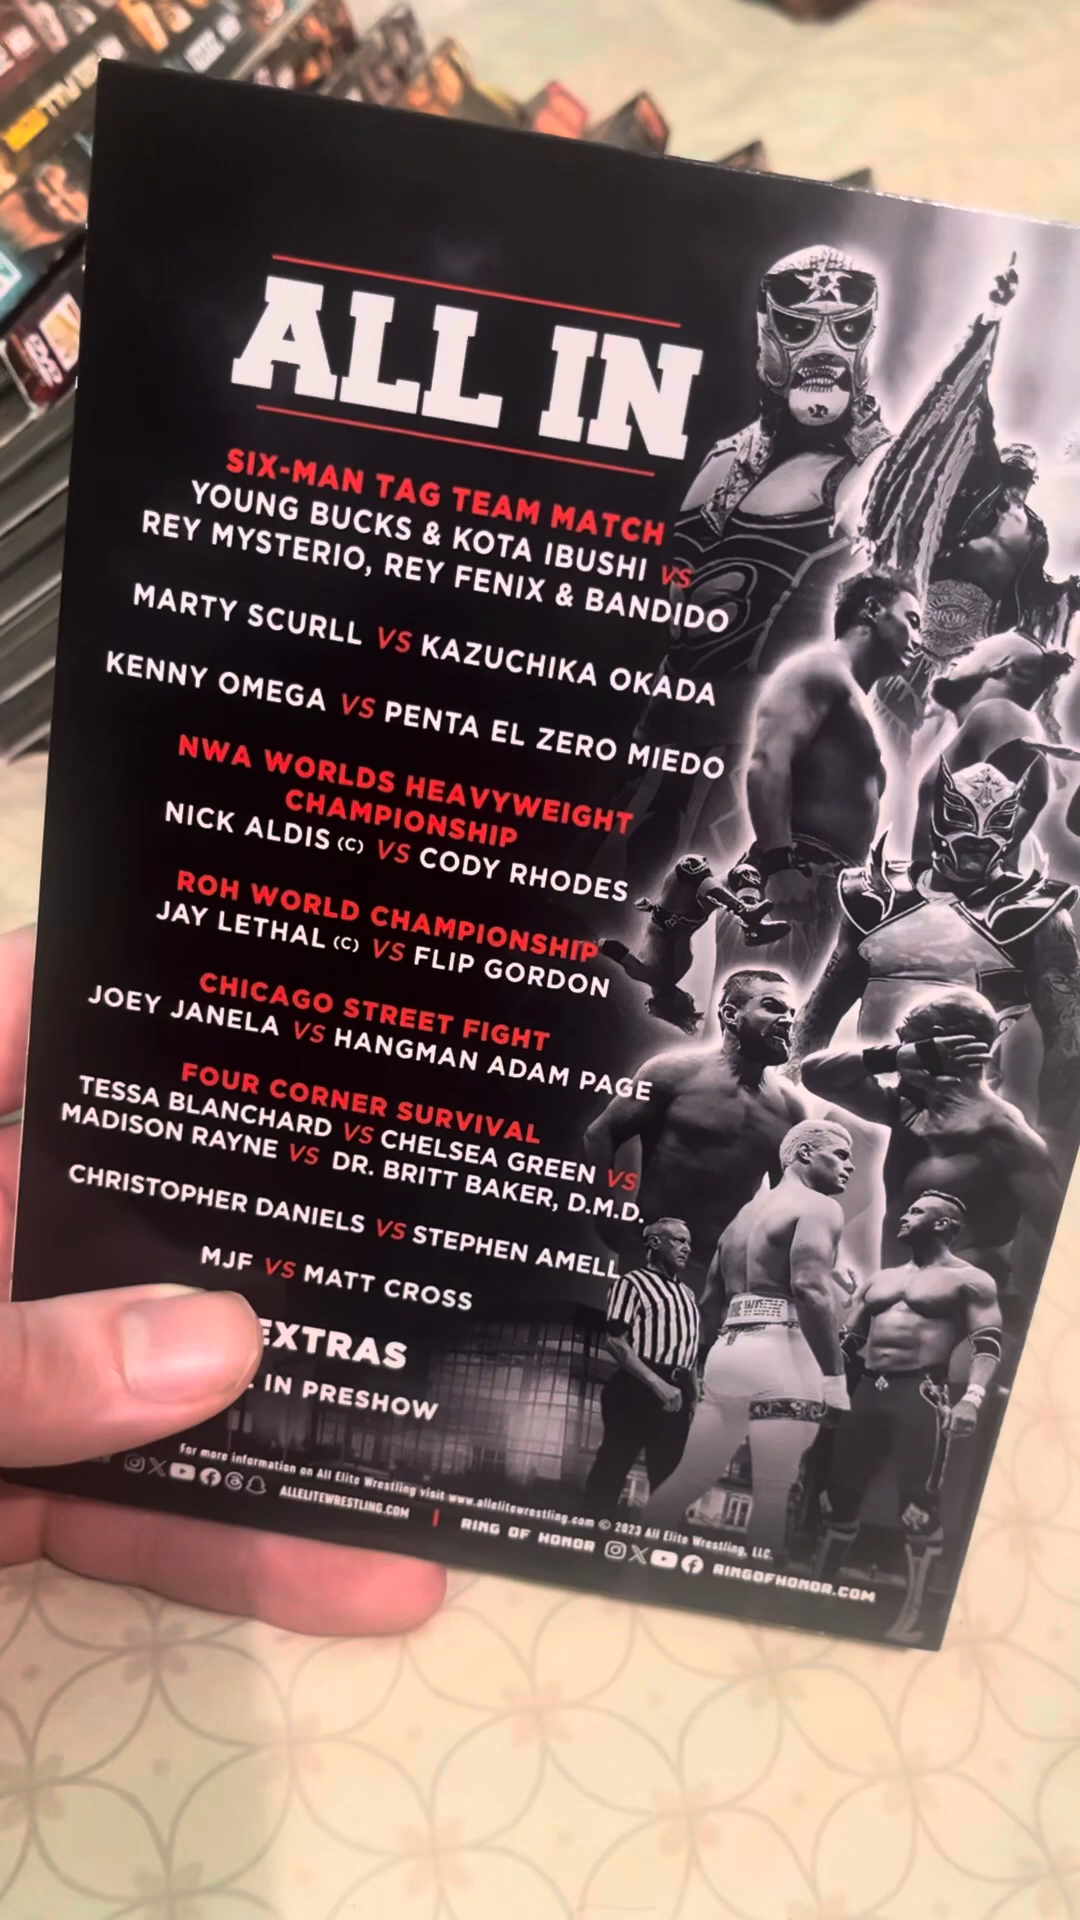 ALL IN
SIX-MAN TAG TEAM MATCH
YOUNG BUCKS & KOTA IBUSHI VS
REY MYSTERIO, REY FENIX & BANDIDO
MARTY SCURLL VS KAZUCHIKA OKADA
KENNY OMEGA VS PENTA EL ZERO MIEDO
NWA WORLDS HEAVYWEIGHT
CHAMPIONSHIP
NICK ALDIS (C) VS CODY RHODES
ROH WORLD CHAMPIONSHIP
JAY LETHAL (C) VS FLIP GORDON
CHICAGO STREET FIGHT
JOEY JANELA VS HANGMAN ADAM PAGE
FOUR CORNER SURVIVAL
TESSA BLANCHARD VS CHELSEA GREEN VS
MADISON RAYNE VS DR. BRITT BAKER, D.M.D.
CHRISTOPHER DANIELS VS STEPHEN AMELL
MJF VS MATT CROSS
EXTRAS
IN PRESHOW
For more information on All Elite Wrestling visit www.allelitewrestling.com © 2023 All Elite Wrestling, LLC.
ALLELITEWRESTLING.COM | RING OF HONOR RINGOFHONOR.COM
DVD